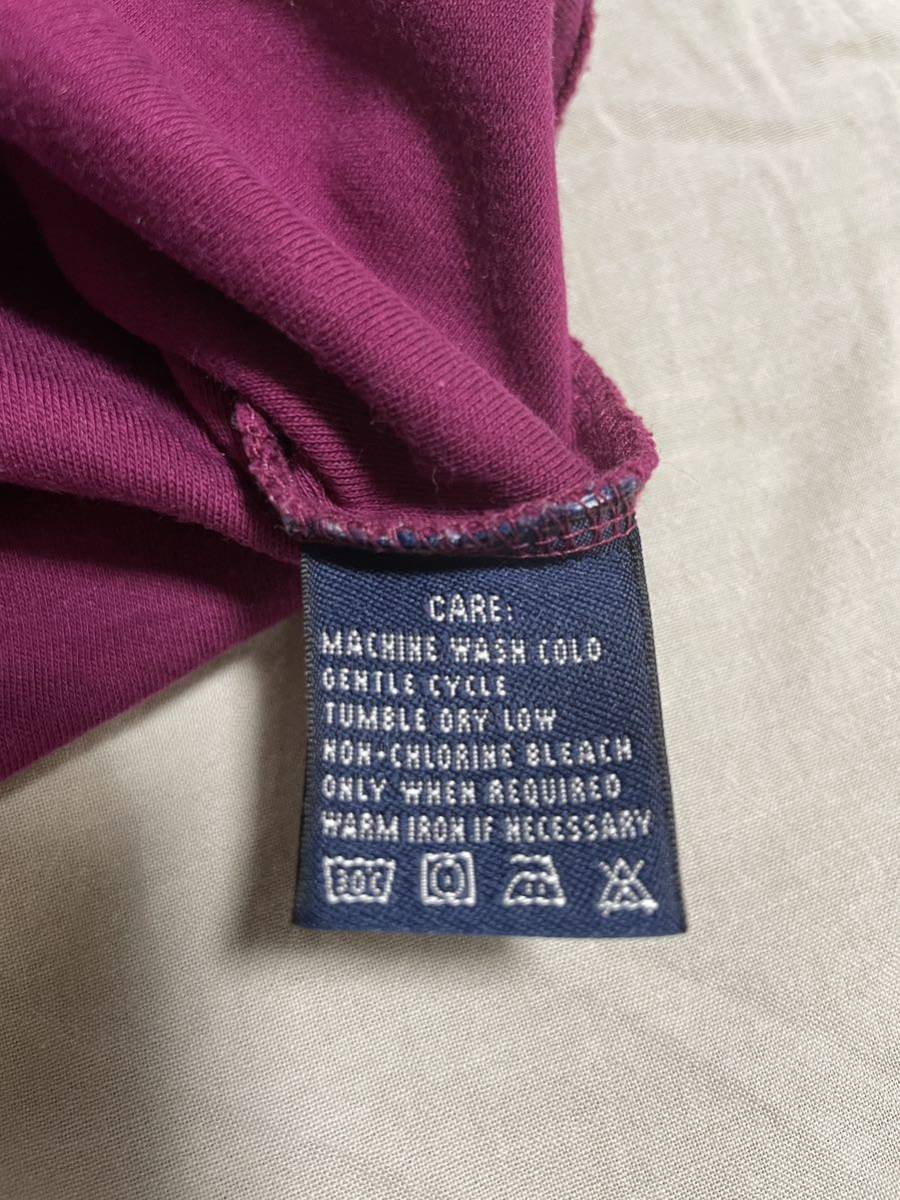 CARE:
MACHINE WASH COLD
GENTLE CYCLE
TUMBLE DRY LOW
NON-CHLORINE BLEACH
ONLY WHEN REQUIRED
WARM IRON IF NECESSARY
30C